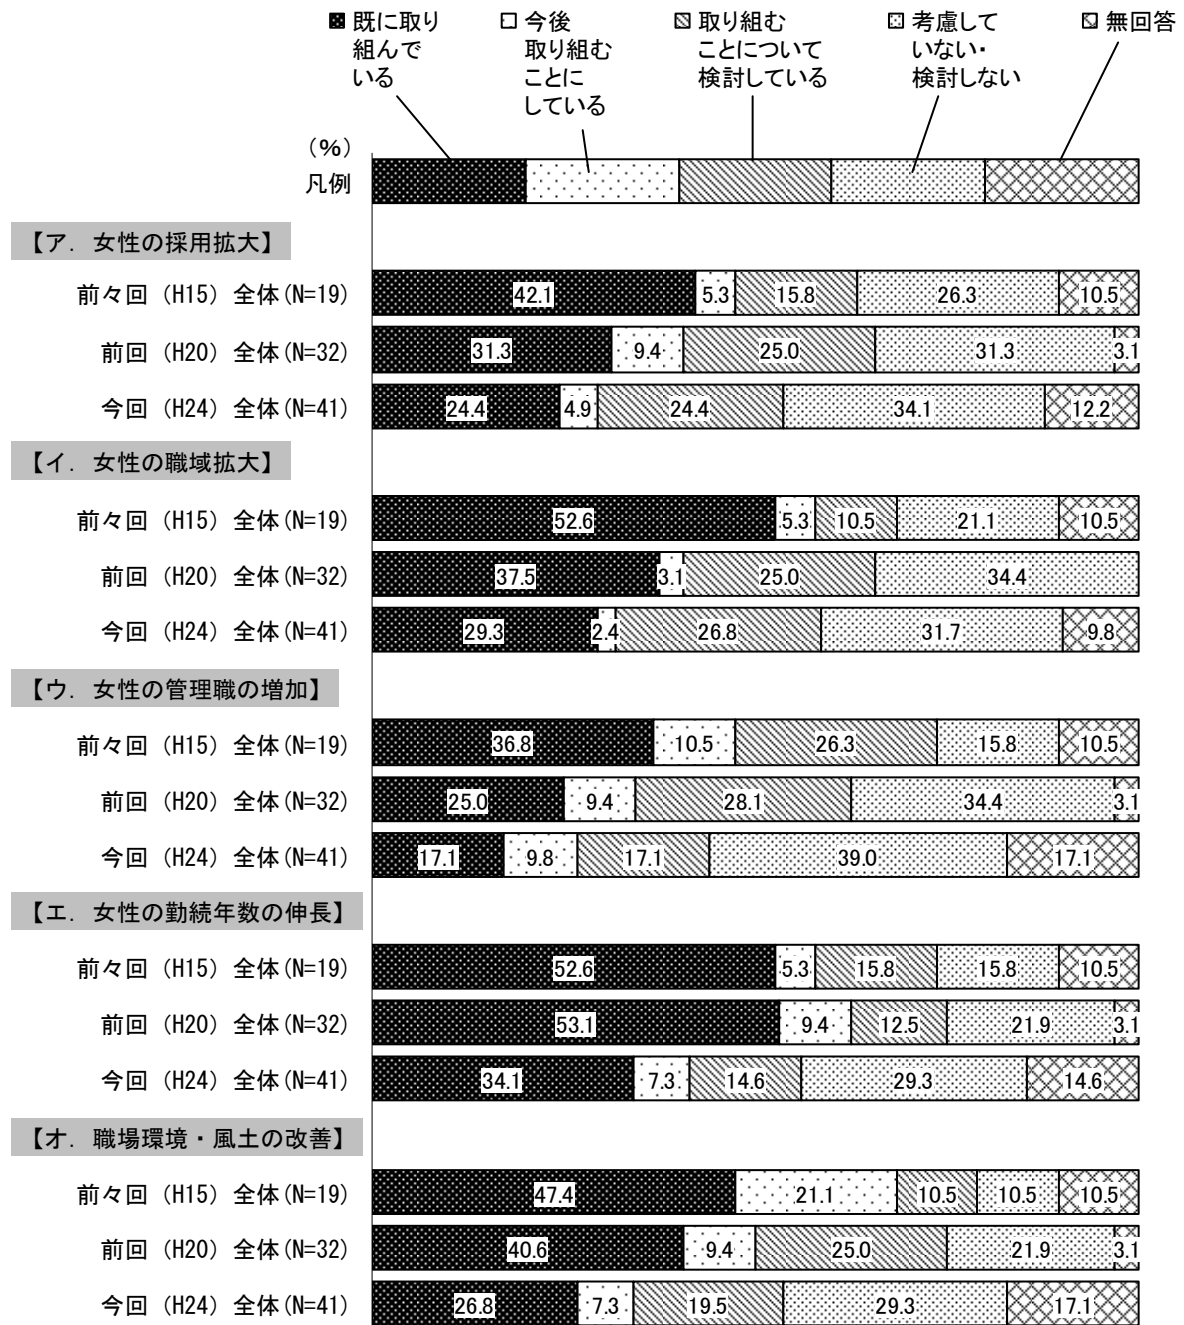 既に取り
組んで
いる
今後
取り組む
ことに
している
取り組む
ことについて
検討している
考慮して
いない・
検討しない
無回答
(%)
凡例
【ア. 女性の採用拡大】
前々回 (H15) 全体(N=19) 42.1 5.3 15.8 26.3 10.5
前回 (H20) 全体(N=32) 31.3 9.4 25.0 31.3 3.1
今回 (H24) 全体(N=41) 24.4 4.9 24.4 34.1 12.2
【イ. 女性の職域拡大】
前々回 (H15) 全体(N=19) 52.6 5.3 10.5 21.1 10.5
前回 (H20) 全体(N=32) 37.5 3.1 25.0 34.4
今回 (H24) 全体(N=41) 29.3 2.4 26.8 31.7 9.8
【ウ. 女性の管理職の増加】
前々回 (H15) 全体(N=19) 36.8 10.5 26.3 15.8 10.5
前回 (H20) 全体(N=32) 25.0 9.4 28.1 34.4 3.1
今回 (H24) 全体(N=41) 17.1 9.8 17.1 39.0 17.1
【エ. 女性の勤続年数の伸長】
前々回 (H15) 全体(N=19) 52.6 5.3 15.8 15.8 10.5
前回 (H20) 全体(N=32) 53.1 9.4 12.5 21.9 3.1
今回 (H24) 全体(N=41) 34.1 7.3 14.6 29.3 14.6
【オ. 職場環境・風土の改善】
前々回 (H15) 全体(N=19) 47.4 21.1 10.5 10.5 10.5
前回 (H20) 全体(N=32) 40.6 9.4 25.0 21.9 3.1
今回 (H24) 全体(N=41) 26.8 7.3 19.5 29.3 17.1